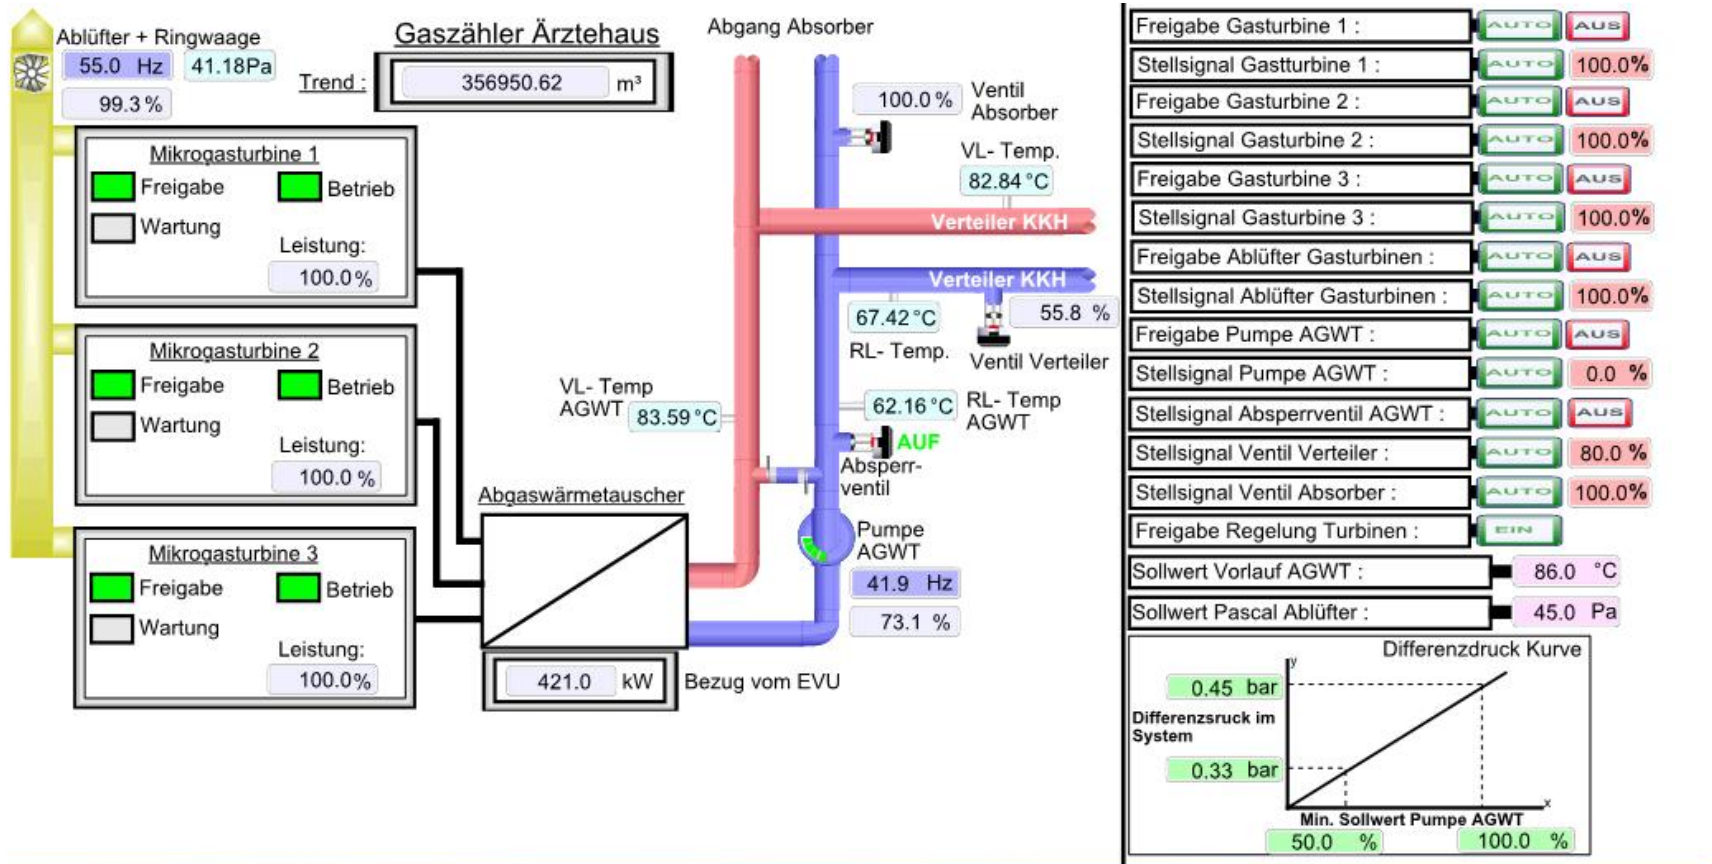 Ablüfter + Ringwaage
55.0 Hz
41.18Pa
99.3%
Gaszähler Ärztehaus
Trend :
356950.62 m³
Mikrogasturbine 1
Freigabe
Betrieb
Wartung
Leistung:
100.0%
Mikrogasturbine 2
Freigabe
Betrieb
Wartung
Leistung:
100.0 %
Mikrogasturbine 3
Freigabe
Betrieb
Wartung
Leistung:
100.0%
Abgang Absorber
100.0 %
Ventil
Absorber
VL- Temp.
82.84 °C
Verteiler KKH
Verteiler KKH
67.42 °C
RL- Temp.
55.8 %
Ventil Verteiler
VL- Temp
AGWT
83.59 °C
62.16 °C
RL- Temp
AGWT
AUF
Absperr-
ventil
Abgaswärmetauscher
Pumpe
AGWT
41.9 Hz
73.1 %
421.0 kW
Bezug vom EVU
Freigabe Gasturbine 1 : AUTO AUS
Stellsignal Gastturbine 1 : AUTO 100.0%
Freigabe Gasturbine 2 : AUTO AUS
Stellsignal Gasturbine 2 : AUTO 100.0%
Freigabe Gasturbine 3 : AUTO AUS
Stellsignal Gasturbine 3 : AUTO 100.0%
Freigabe Ablüfter Gasturbinen : AUTO AUS
Stellsignal Ablüfter Gasturbinen : AUTO 100.0%
Freigabe Pumpe AGWT : AUTO AUS
Stellsignal Pumpe AGWT : AUTO 0.0 %
Stellsignal Absperrventil AGWT : AUTO AUS
Stellsignal Ventil Verteiler : AUTO 80.0 %
Stellsignal Ventil Absorber : AUTO 100.0%
Freigabe Regelung Turbinen : EIN
Sollwert Vorlauf AGWT : 86.0 °C
Sollwert Pascal Ablüfter : 45.0 Pa
Differenzdruck Kurve
y
0.45 bar
Differenzsruck im
System
0.33 bar
x
Min. Sollwert Pumpe AGWT
50.0 %
100.0 %